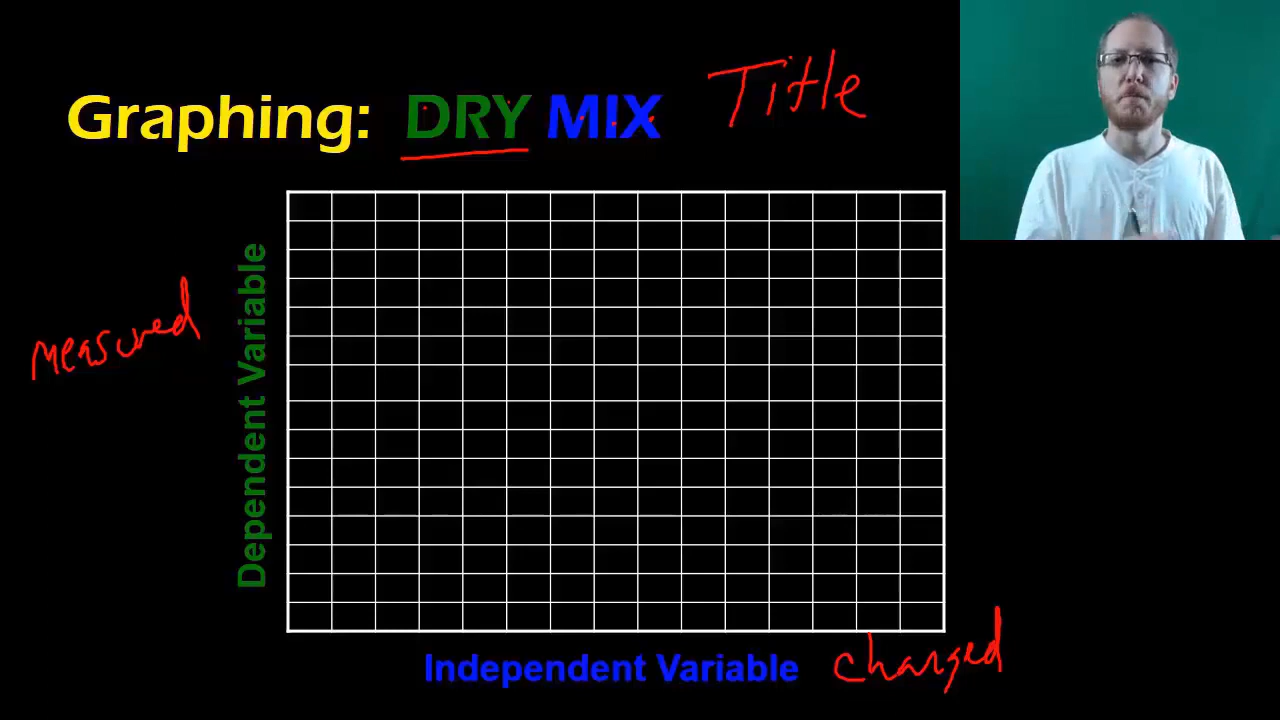 Graphing: DRY MIX Title
measured
Dependent Variable
Independent Variable changed